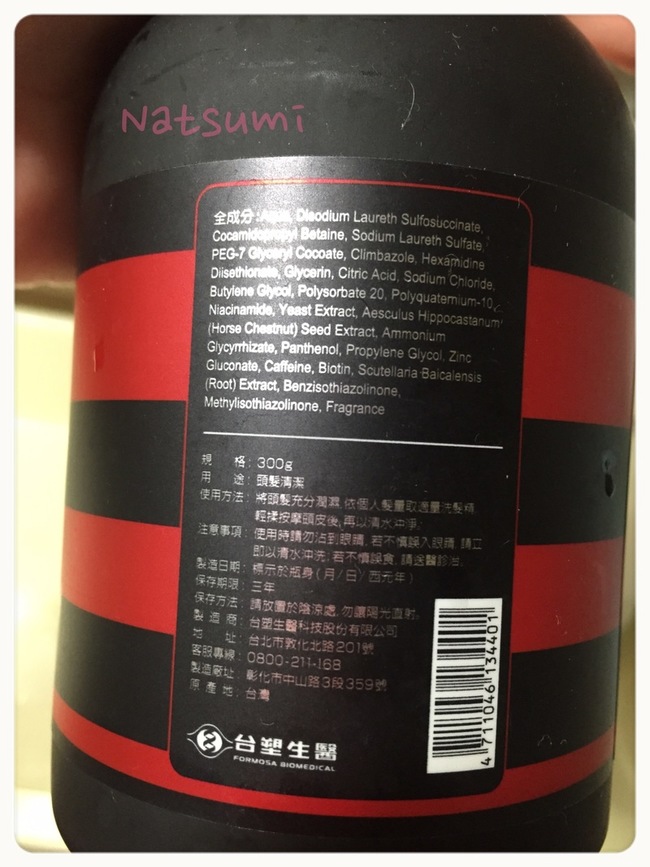 Natsumi
全成分:Aqua, Disodium Laureth Sulfosuccinate,
Cocamidopropyl Betaine, Sodium Laureth Sulfate,
PEG-7 Glyceryl Cocoate, Climbazole, Hexamidine
Diisethionate, Glycerin, Citric Acid, Sodium Chloride,
Butylene Glycol, Polysorbate 20, Polyquaternium-10,
Niacinamide, Yeast Extract, Aesculus Hippocastanum
(Horse Chestnut) Seed Extract, Ammonium
Glycyrrhizate, Panthenol, Propylene Glycol, Zinc
Gluconate, Caffeine, Biotin, Scutellaria Baicalensis
(Root) Extract, Benzisothiazolinone,
Methylisothiazolinone, Fragrance
規 格:300g
用 途:頭髮清潔
使用方法:將頭髮充分潤濕,依個人髮量取適量洗髮精,
輕揉按摩頭皮後,再以清水沖淨.
注意事項:使用時請勿沾到眼睛,若不慎誤入眼睛,請立
即以清水沖洗;若不慎誤食,請送醫診治.
製造日期:標示於瓶身(月/日/西元年)
保存期限:三年
保存方法:請放置於陰涼處,勿讓陽光直射.
製 造 商:台塑生醫科技股份有限公司
地 址:台北市敦化北路201號
客服專線:0800-211-168
製造廠址:彰化市中山路3段359號
原 產 地:台灣
台塑生醫
FORMOSA BIOMEDICAL
4 711046 134401